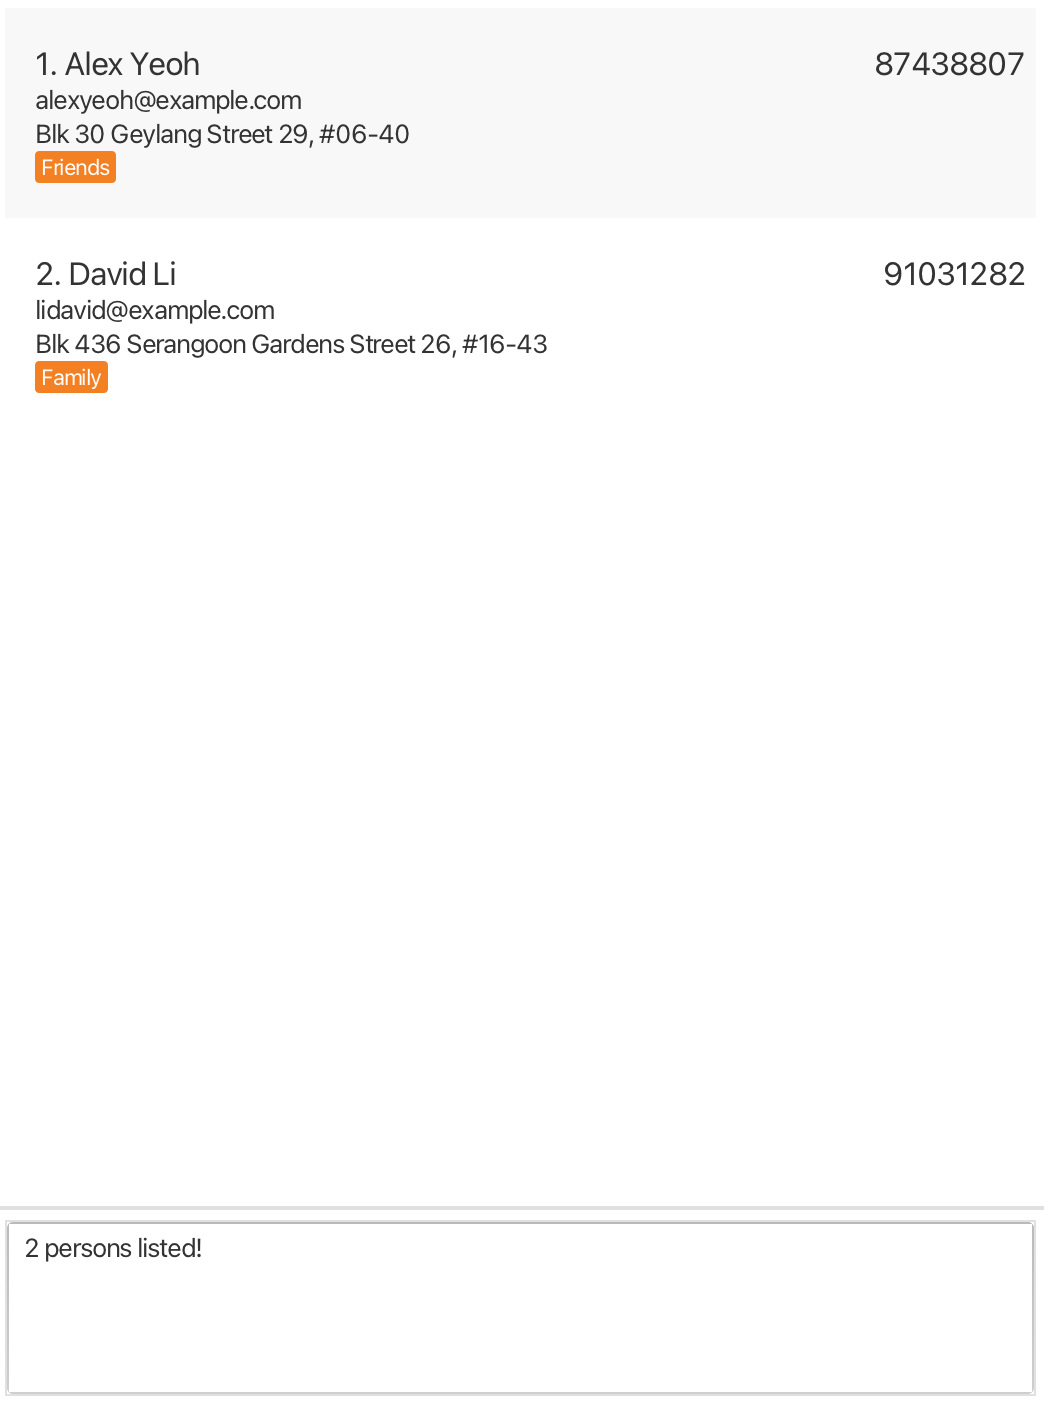 1. Alex Yeoh 87438807
alexyeoh@example.com
Blk 30 Geylang Street 29, #06-40
Friends
2. David Li 91031282
lidavid@example.com
Blk 436 Serangoon Gardens Street 26, #16-43
Family
2 persons listed!